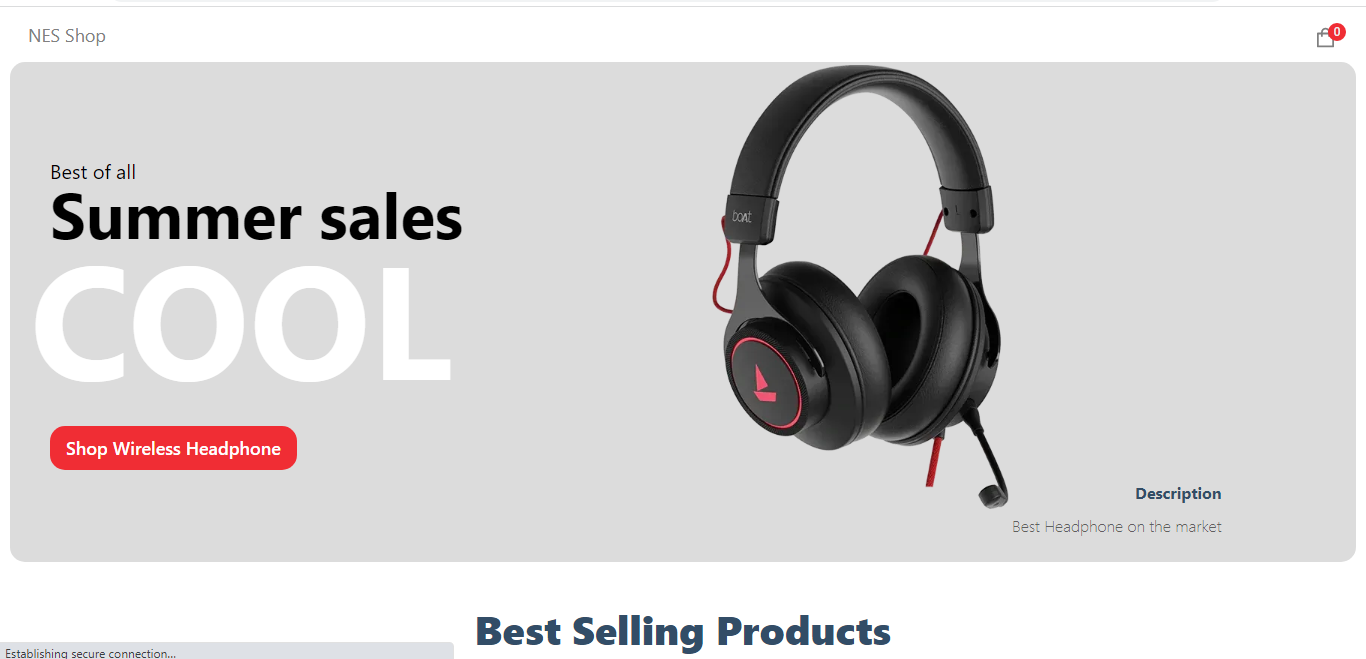 NES Shop
0
Best of all
Summer sales
COOL
boAt
L
Shop Wireless Headphone
Description
Best Headphone on the market
Best Selling Products
Establishing secure connection...